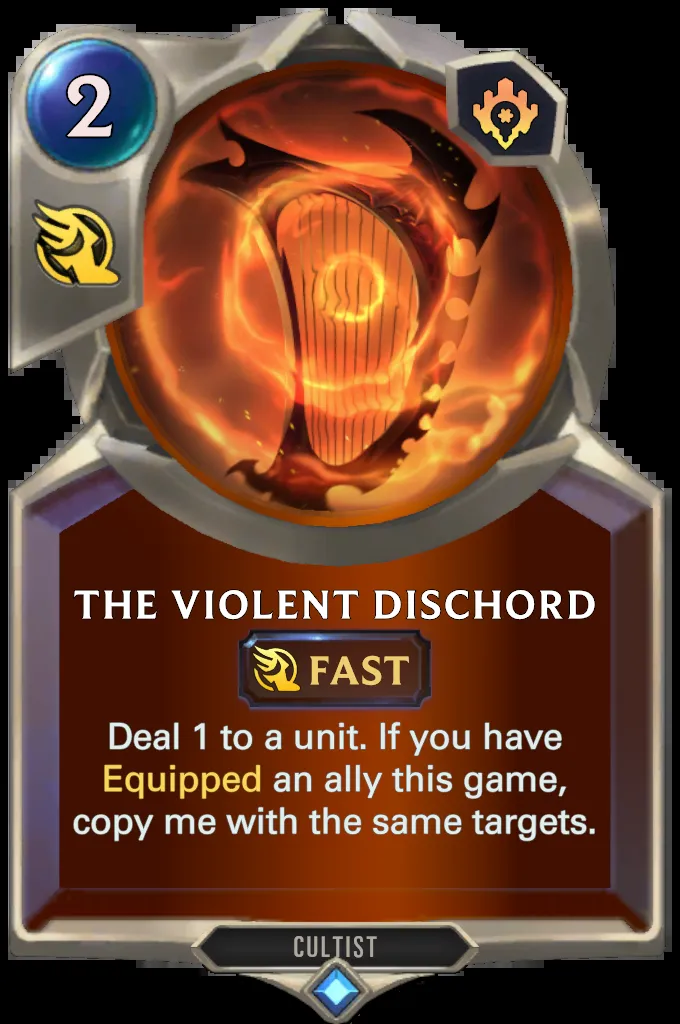 2
THE VIOLENT DISCHORD
FAST
Deal 1 to a unit. If you have
Equipped an ally this game,
copy me with the same targets.
CULTIST